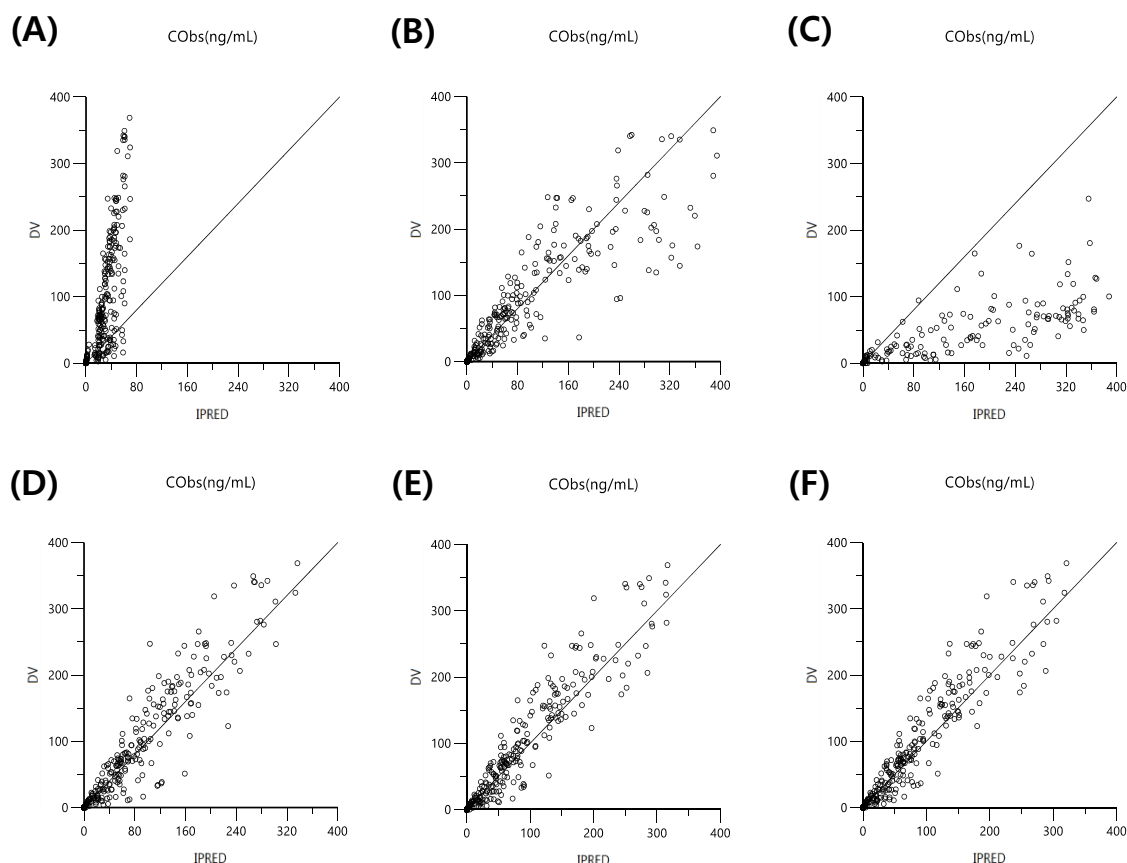 (A) CObs(ng/mL)
400
300
200
100
0
DV
0 80 160 240 320 400
IPRED
(B) CObs(ng/mL)
400
300
200
100
0
DV
0 80 160 240 320 400
IPRED
(C) CObs(ng/mL)
400
300
200
100
0
DV
0 80 160 240 320 400
IPRED
(D) CObs(ng/mL)
400
300
200
100
0
DV
0 80 160 240 320 400
IPRED
(E) CObs(ng/mL)
400
300
200
100
0
DV
0 100 200 300 400
IPRED
(F) CObs(ng/mL)
400
300
200
100
0
DV
0 100 200 300 400
IPRED